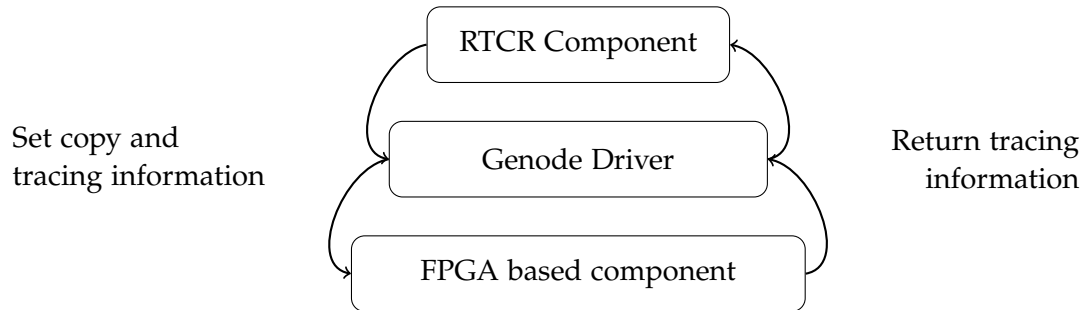 RTCR Component
Set copy and
tracing information
Genode Driver
Return tracing
information
FPGA based component